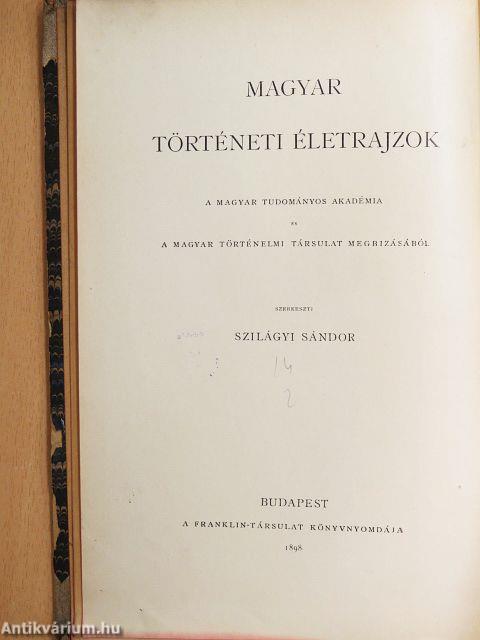 MAGYAR
TÖRTÉNETI ÉLETRAJZOK
A MAGYAR TUDOMÁNYOS AKADÉMIA
ÉS
A MAGYAR TÖRTÉNELMI TÁRSULAT MEGBIZÁSÁBÓL
SZERKESZTI
SZILÁGYI SÁNDOR
14
2
BUDAPEST
A FRANKLIN-TÁRSULAT KÖNYVNYOMDÁJA
1898
Antikvárium.hu